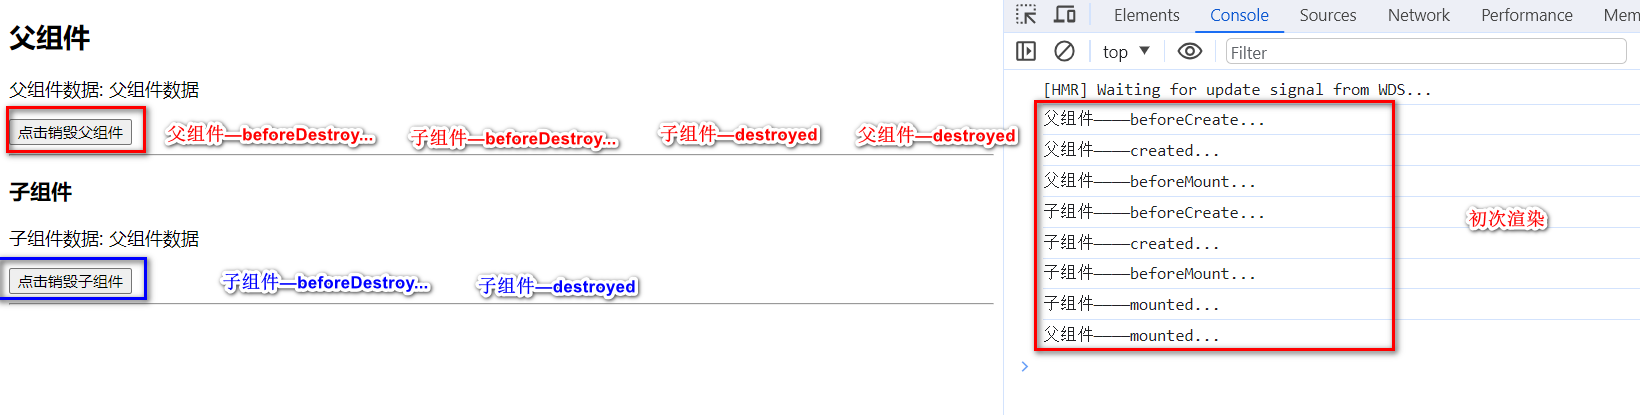 父组件
父组件数据: 父组件数据
点击销毁父组件
父组件—beforeDestroy...
子组件—beforeDestroy...
子组件—destroyed
父组件—destroyed
子组件
子组件数据: 父组件数据
点击销毁子组件
子组件—beforeDestroy...
子组件—destroyed
Elements Console Sources Network Performance Mem
top ▼ Filter
[HMR] Waiting for update signal from WDS...
父组件————beforeCreate...
父组件————created...
父组件————beforeMount...
子组件————beforeCreate...
子组件————created...
子组件————beforeMount...
子组件————mounted...
父组件————mounted...
初次渲染